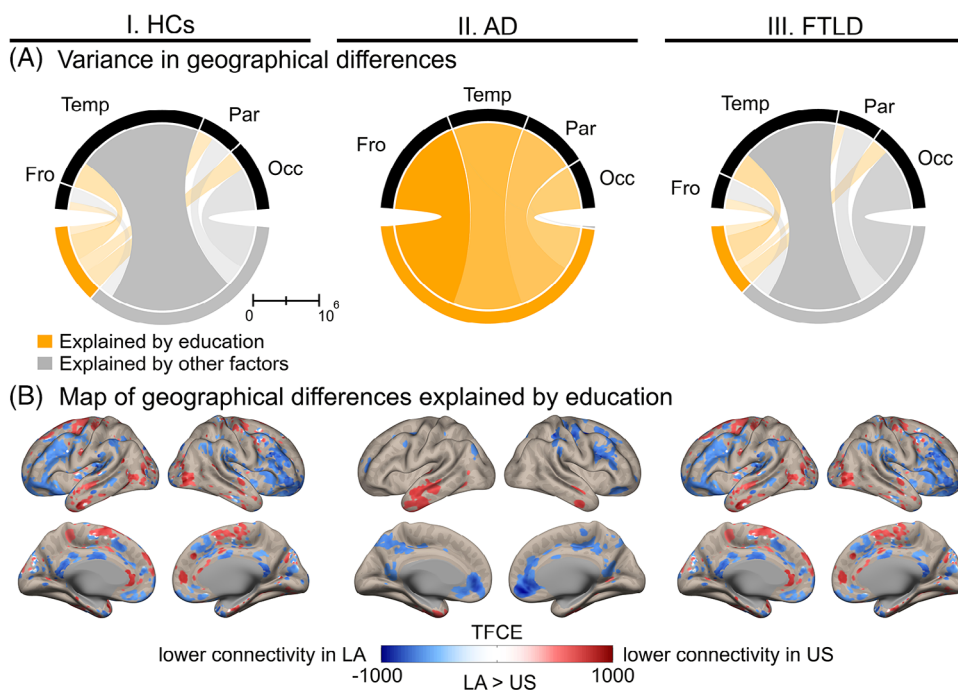 I. HCs
II. AD
III. FTLD
(A) Variance in geographical differences
Temp
Par
Fro
Occ
Temp
Par
Fro
Occ
Temp
Par
Fro
Occ
0 10 6
Explained by education
Explained by other factors
(B) Map of geographical differences explained by education
TFCE
lower connectivity in LA
lower connectivity in US
-1000 LA > US 1000